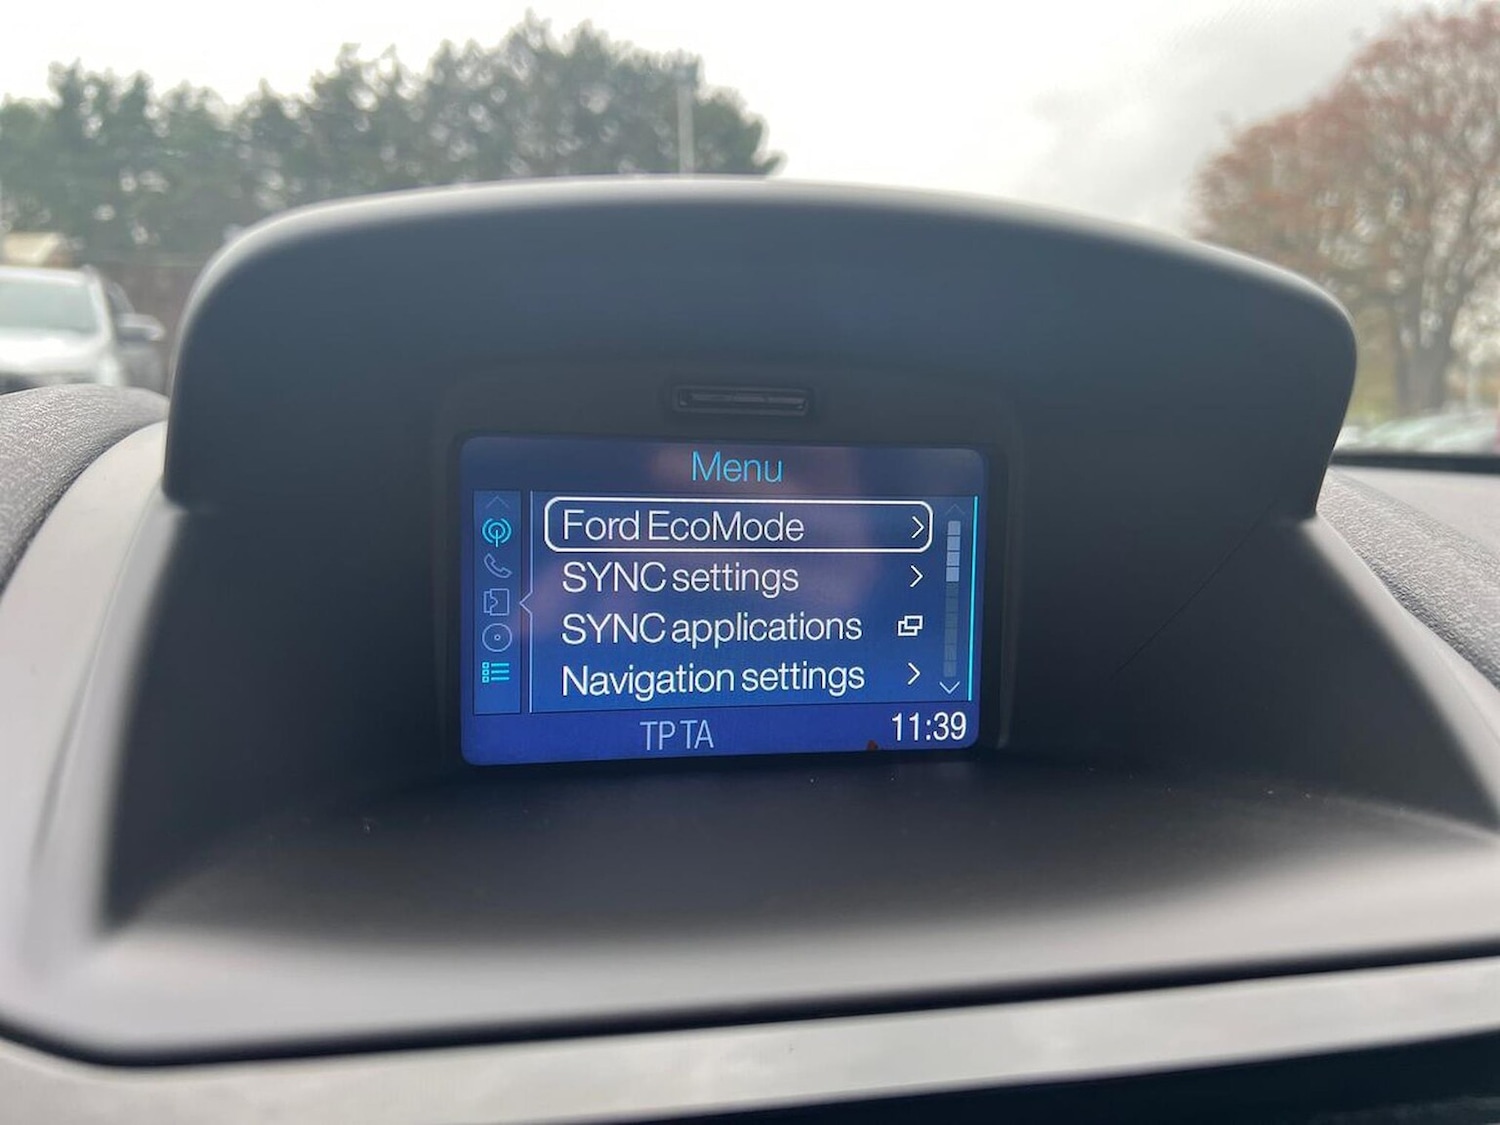 Menu
Ford EcoMode
SYNC settings
SYNC applications
Navigation settings
TP TA
11:39